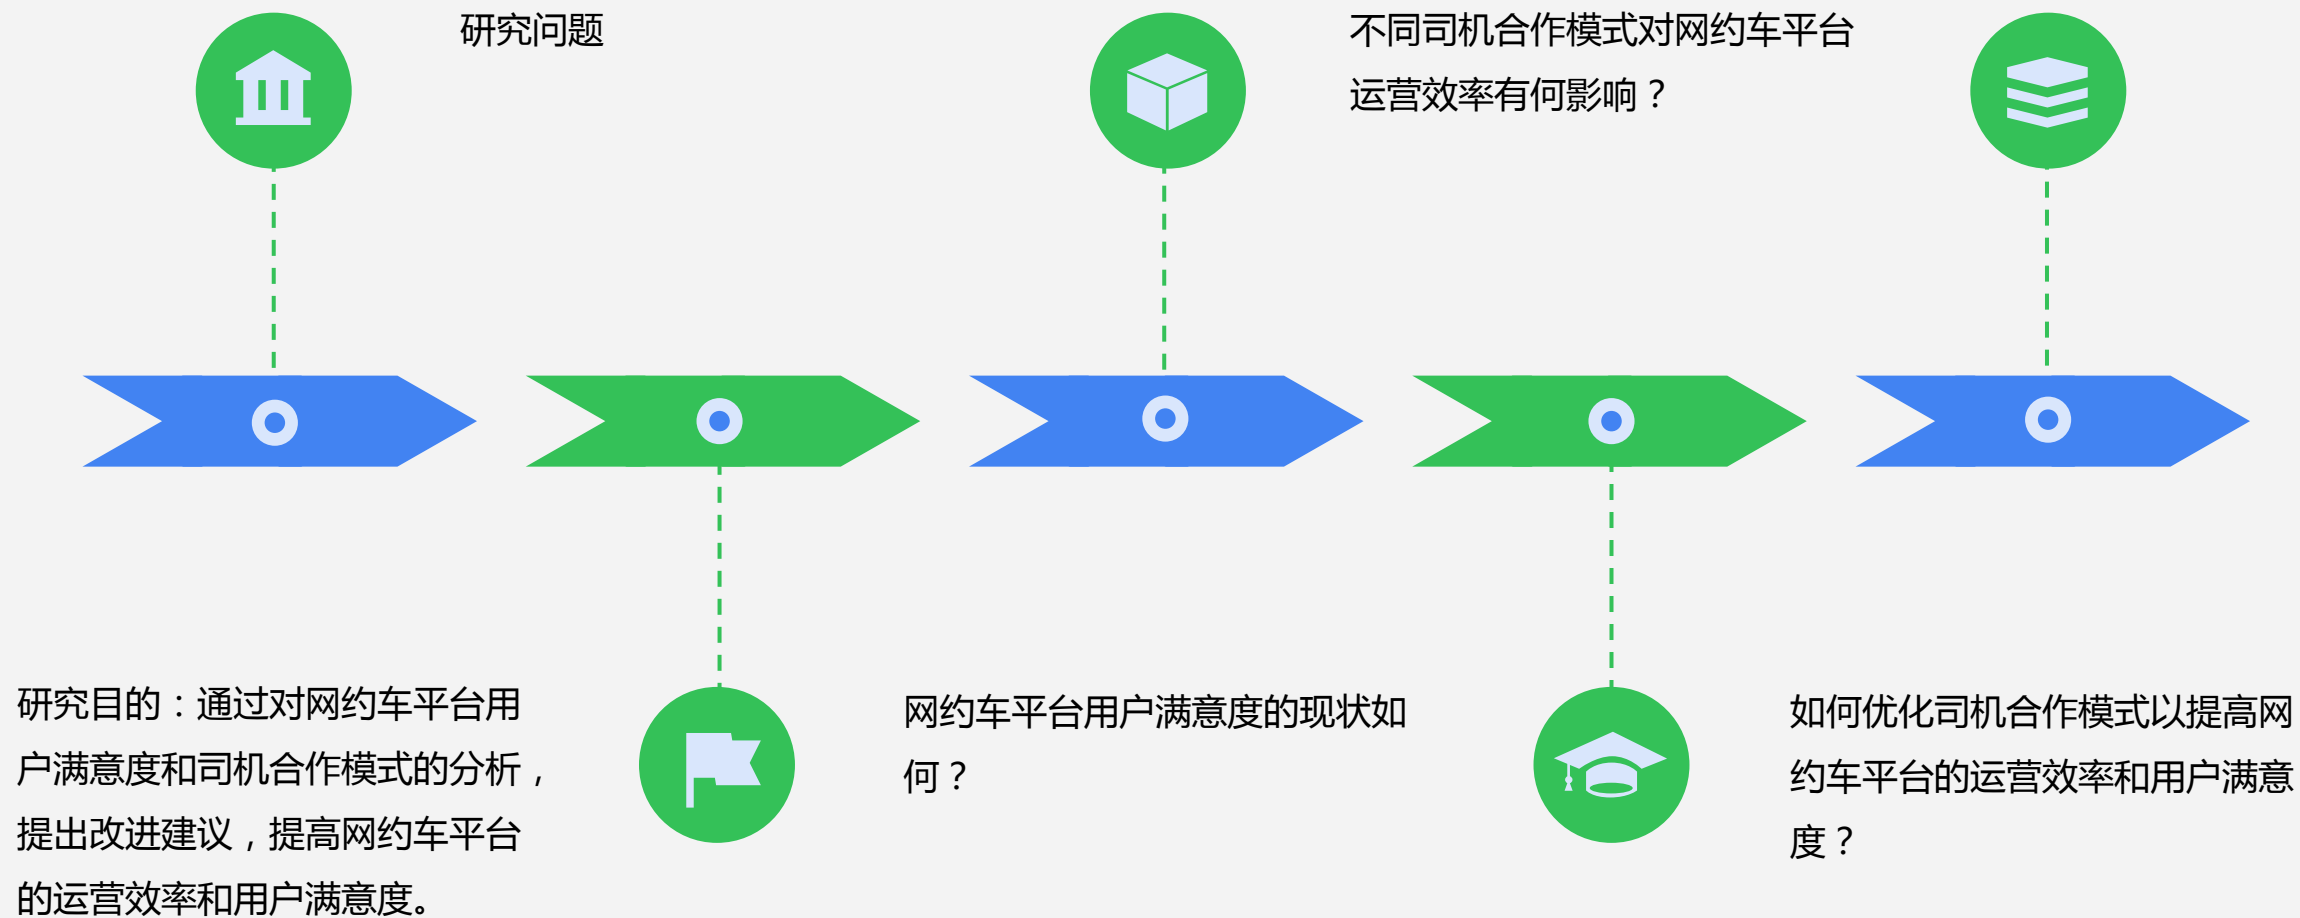 研究目的：通过对网约车平台用
户满意度和司机合作模式的分析，
提出改进建议，提高网约车平台
的运营效率和用户满意度。
研究问题
网约车平台用户满意度的现状如
何？
不同司机合作模式对网约车平台
运营效率有何影响？
如何优化司机合作模式以提高网
约车平台的运营效率和用户满意
度？